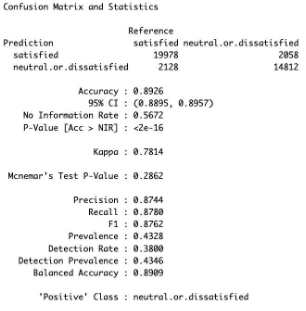 Confusion Matrix and Statistics
Reference
Prediction satisfied neutral.or.dissatisfied
satisfied 19978 2058
neutral.or.dissatisfied 2128 14812
Accuracy : 0.8926
95% CI : (0.8895, 0.8957)
No Information Rate : 0.5672
P-Value [Acc > NIR] : <2e-16
Kappa : 0.7814
Mcnemar's Test P-Value : 0.2862
Precision : 0.8744
Recall : 0.8780
F1 : 0.8762
Prevalence : 0.4328
Detection Rate : 0.3800
Detection Prevalence : 0.4346
Balanced Accuracy : 0.8909
'Positive' Class : neutral.or.dissatisfied